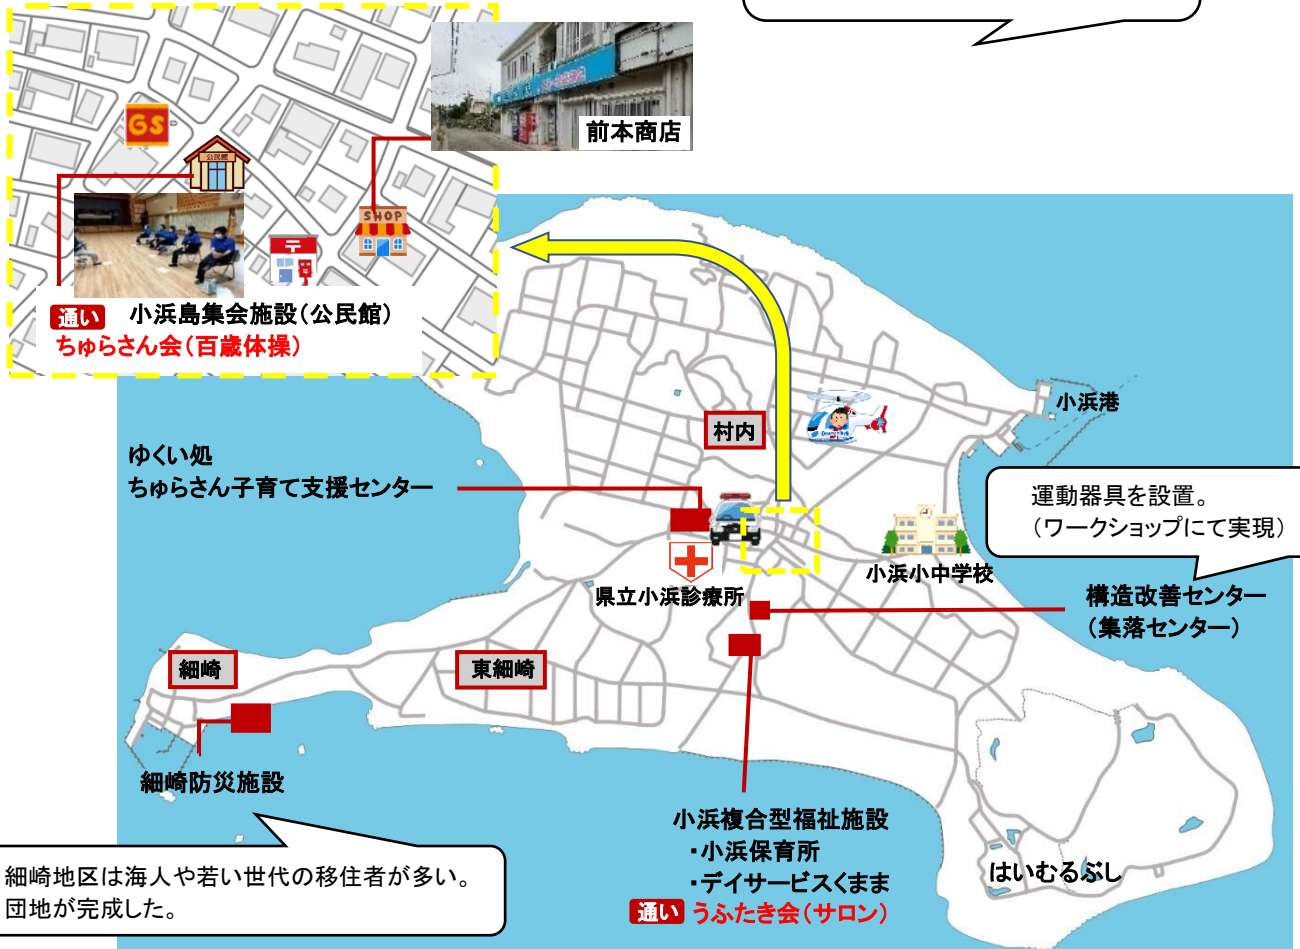 GS
公民館
前本商店
SHOP
〒
通い 小浜島集会施設(公民館)
ちゅらさん会(百歳体操)
小浜港
村内
ゆくい処
ちゅらさん子育て支援センター
運動器具を設置。
(ワークショップにて実現)
小浜小中学校
県立小浜診療所
構造改善センター
(集落センター)
細崎
東細崎
細崎防災施設
小浜複合型福祉施設
・小浜保育所
・デイサービスくまま
通い うふたき会(サロン)
はいむるぶし
細崎地区は海人や若い世代の移住者が多い。
団地が完成した。